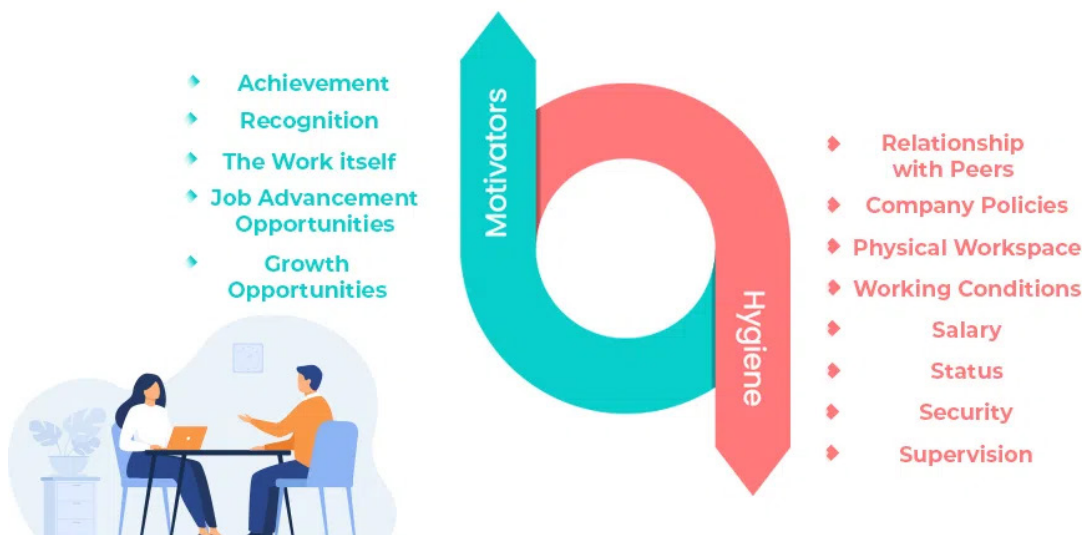 Achievement
Recognition
The Work itself
Job Advancement
Opportunities
Growth
Opportunities
Motivators
Hygiene
Relationship
with Peers
Company Policies
Physical Workspace
Working Conditions
Salary
Status
Security
Supervision